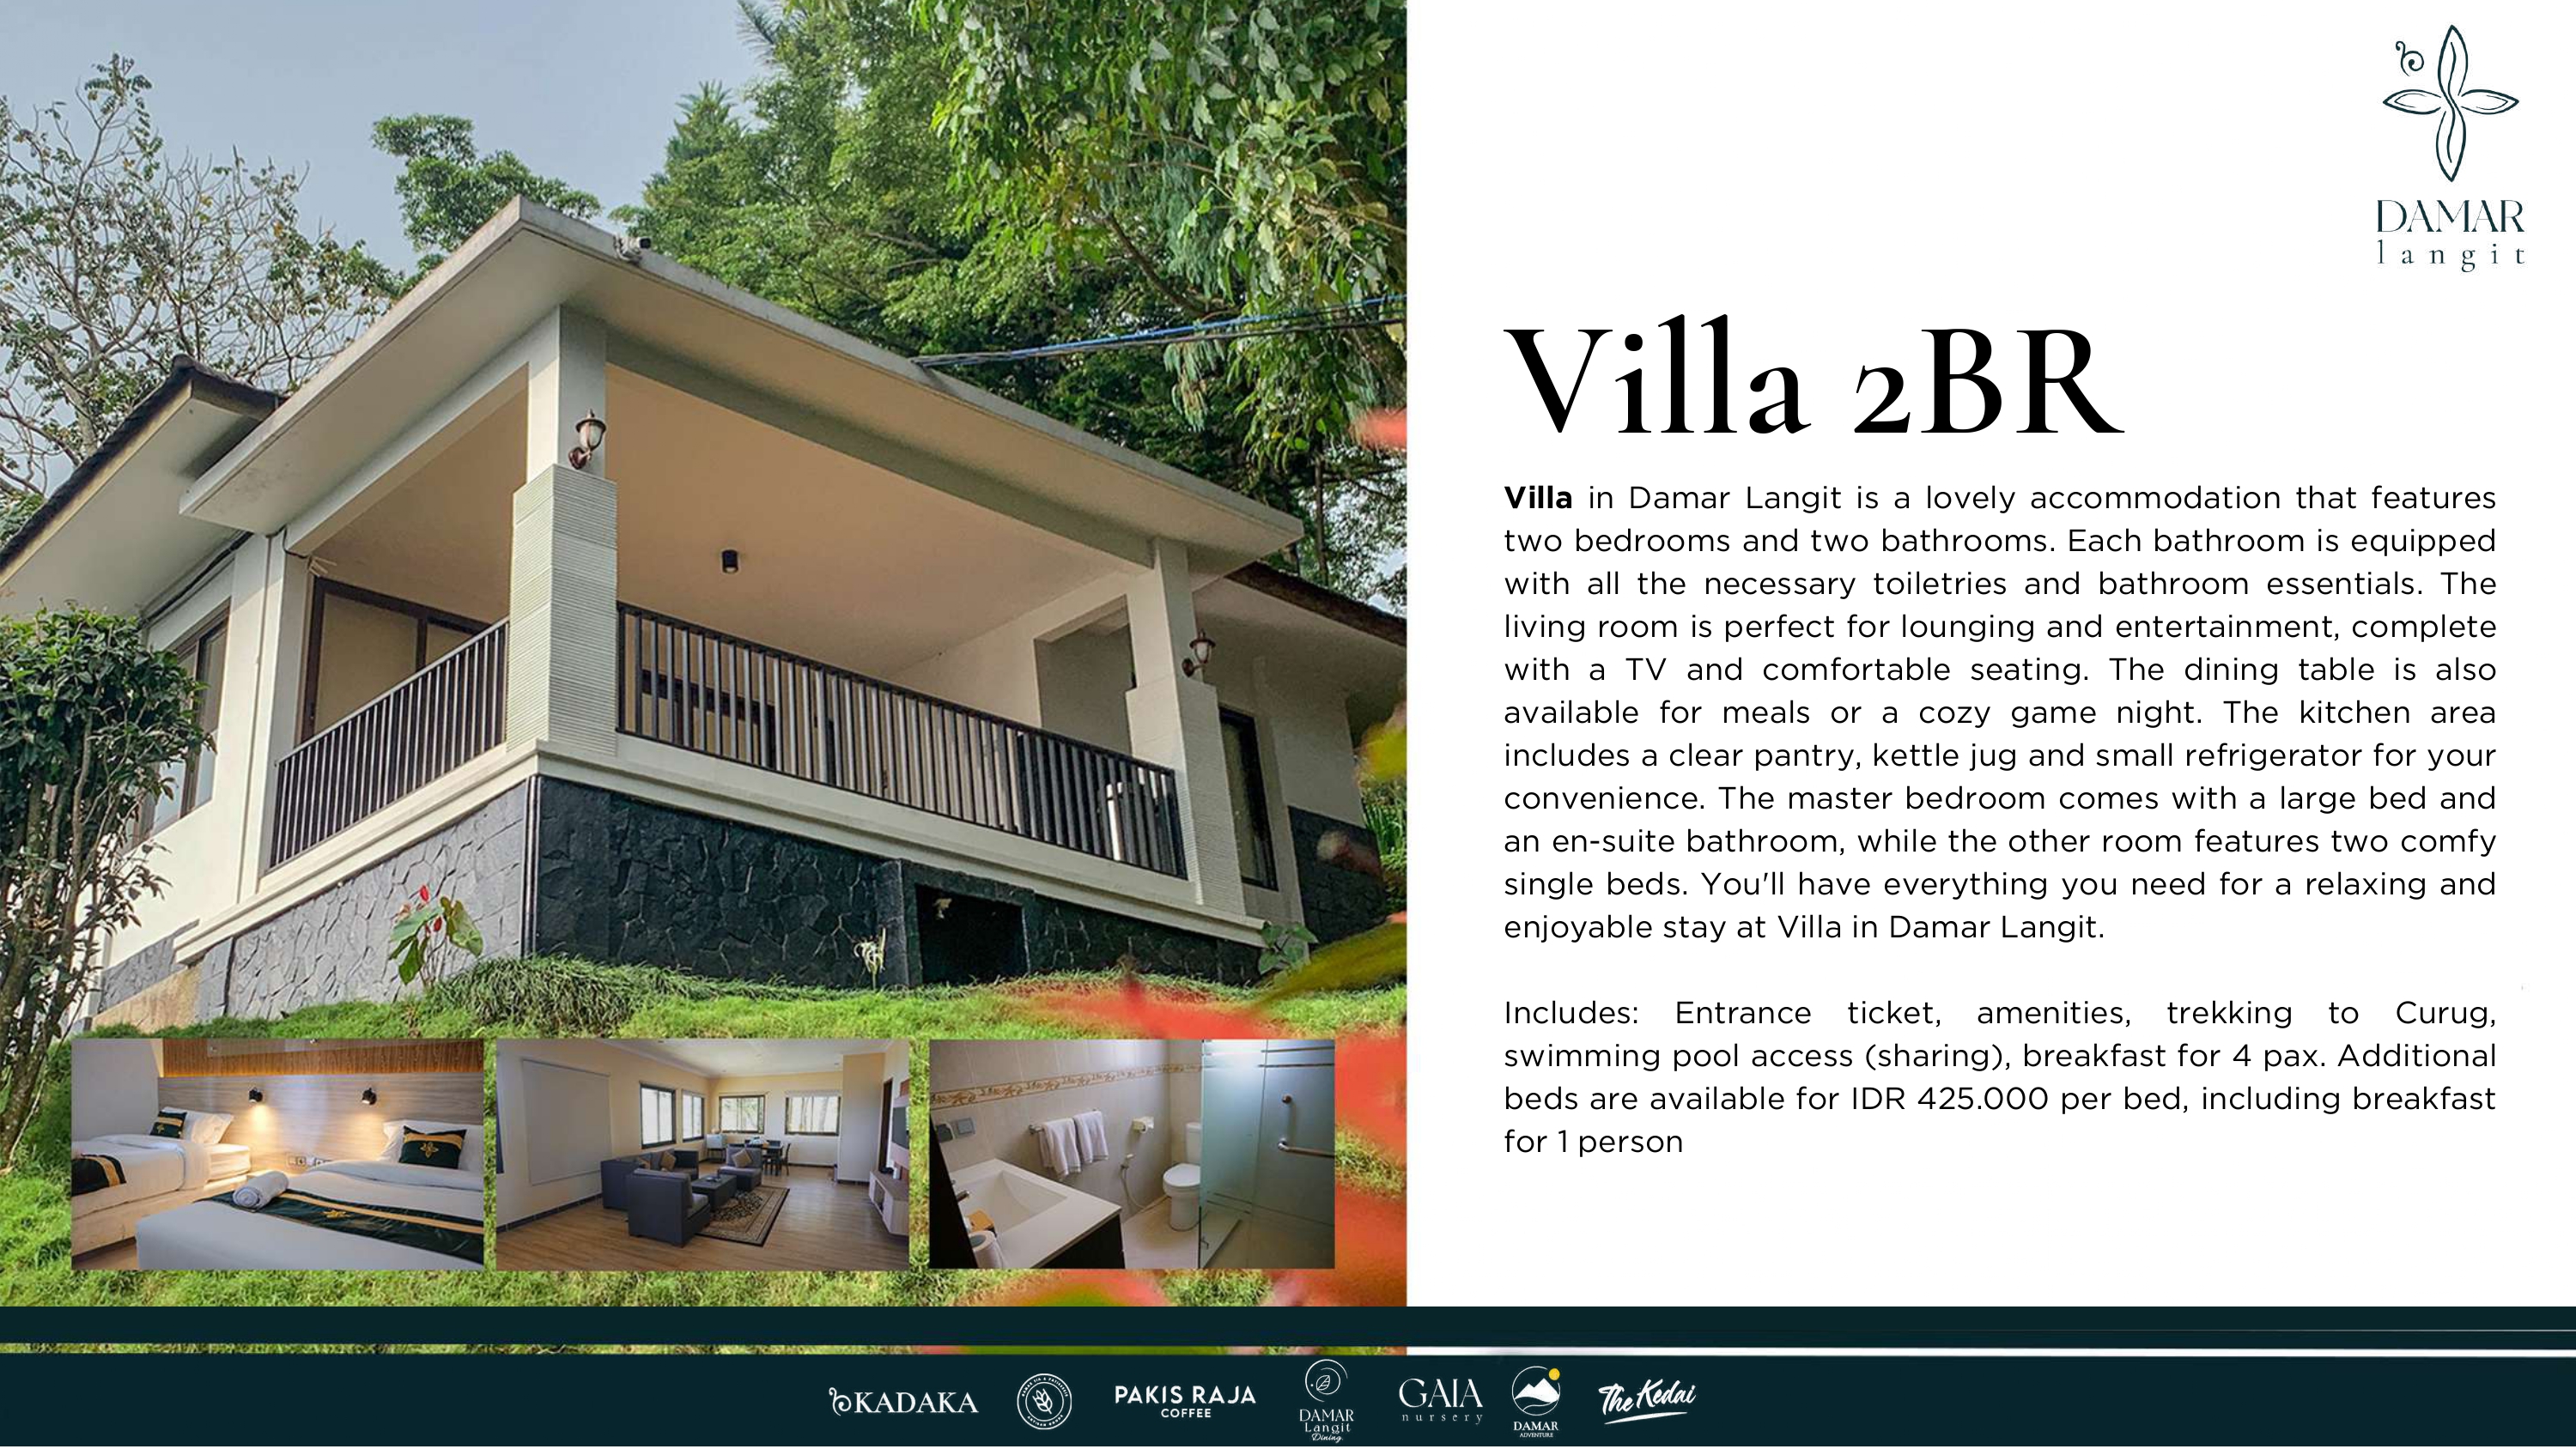 DAMAR
langit
Villa 2BR
Villa in Damar Langit is a lovely accommodation that features
two bedrooms and two bathrooms. Each bathroom is equipped
with all the necessary toiletries and bathroom essentials. The
living room is perfect for lounging and entertainment, complete
with a TV and comfortable seating. The dining table is also
available for meals or a cozy game night. The kitchen area
includes a clear pantry, kettle jug and small refrigerator for your
convenience. The master bedroom comes with a large bed and
an en-suite bathroom, while the other room features two comfy
single beds. You'll have everything you need for a relaxing and
enjoyable stay at Villa in Damar Langit.
Includes: Entrance ticket, amenities, trekking to Curug,
swimming pool access (sharing), breakfast for 4 pax. Additional
beds are available for IDR 425.000 per bed, including breakfast
for 1 person
KADAKA
PAKIS RAJA
COFFEE
DAMAR
Langit
Dining
GAIA
nursery
DAMAR
ADVENTURE
The Kedai